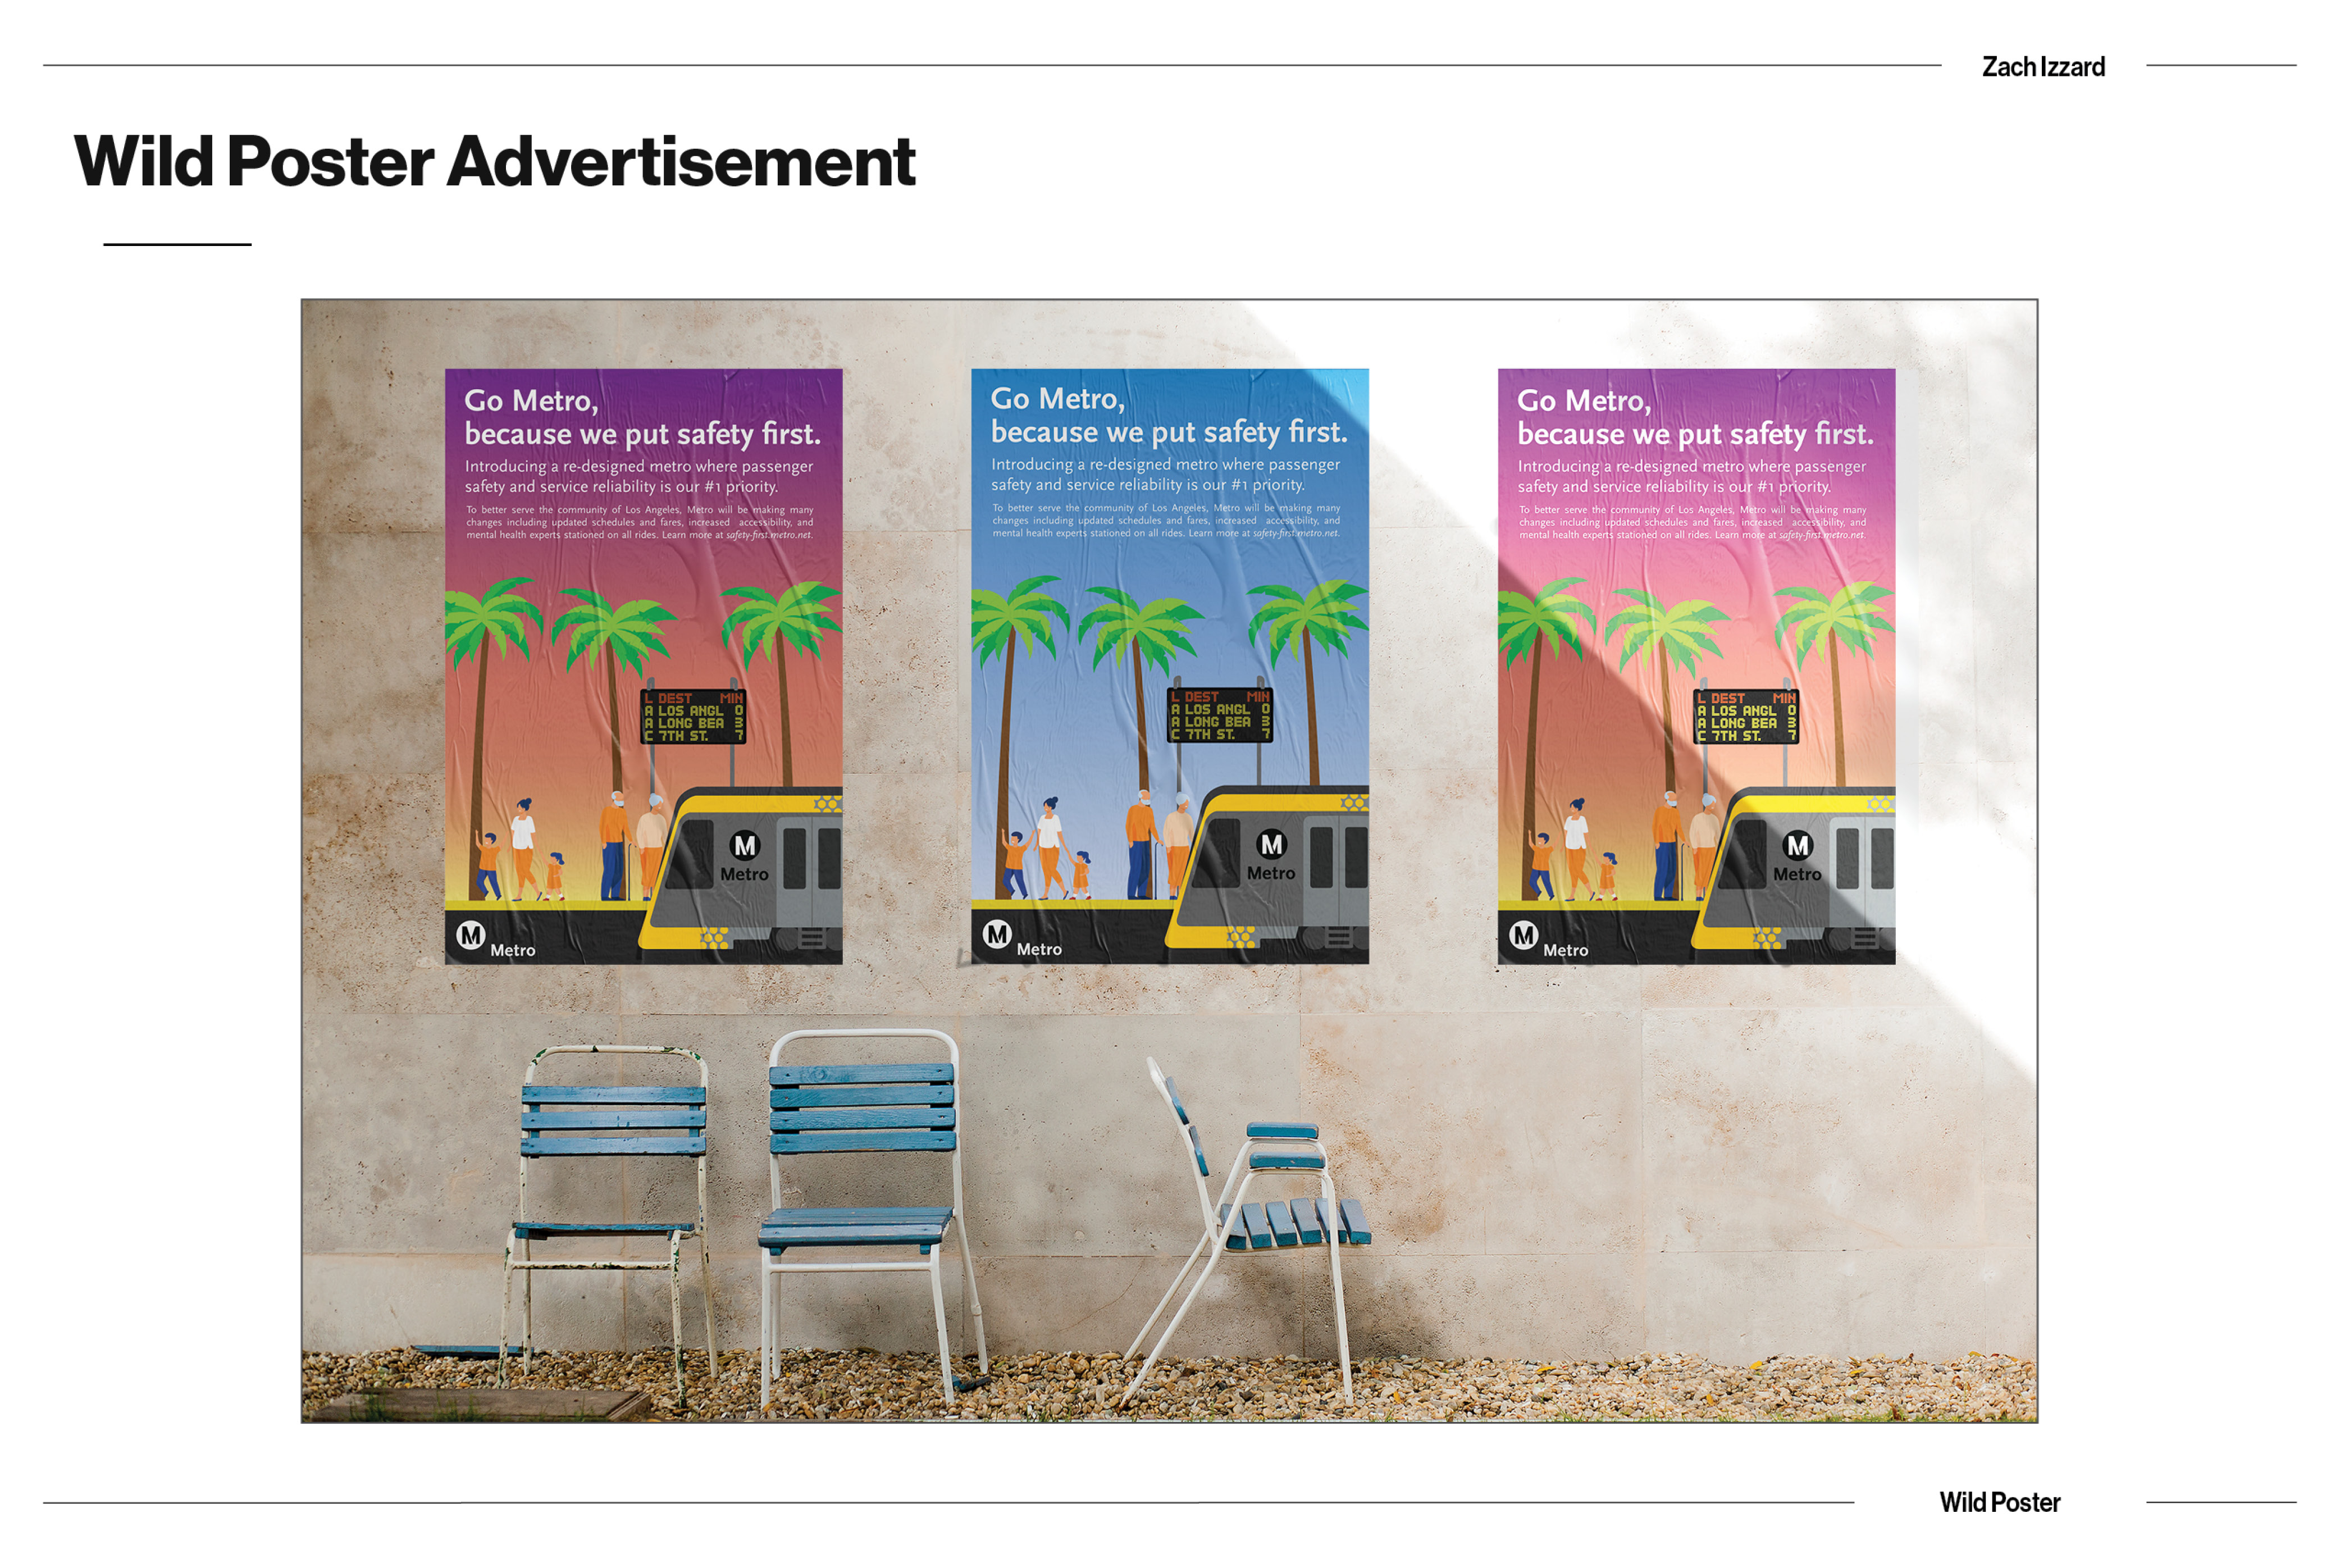 Zach Izzard
Wild Poster Advertisement
Go Metro,
because we put safety first.
Introducing a re-designed metro where passenger
safety and service reliability is our #1 priority.
To better serve the community of Los Angeles, Metro will be making many
changes including updated schedules and fares, increased accessibility, and
mental health experts stationed on all rides. Learn more at safety-first.metro.net.
L DEST MIN
A LOS ANGL 0
A LONG BEA 3
C 7TH ST. 7
M
Metro
M
Metro
Go Metro,
because we put safety first.
Introducing a re-designed metro where passenger
safety and service reliability is our #1 priority.
To better serve the community of Los Angeles, Metro will be making many
changes including updated schedules and fares, increased accessibility, and
mental health experts stationed on all rides. Learn more at safety-first.metro.net.
L DEST MIN
A LOS ANGL 0
A LONG BEA 3
C 7TH ST. 7
M
Metro
M
Metro
Go Metro,
because we put safety first.
Introducing a re-designed metro where passenger
safety and service reliability is our #1 priority.
To better serve the community of Los Angeles, Metro will be making many
changes including updated schedules and fares, increased accessibility, and
mental health experts stationed on all rides. Learn more at safety-first.metro.net.
L DEST MIN
A LOS ANGL 0
A LONG BEA 3
C 7TH ST. 7
M
Metro
M
Metro
Wild Poster